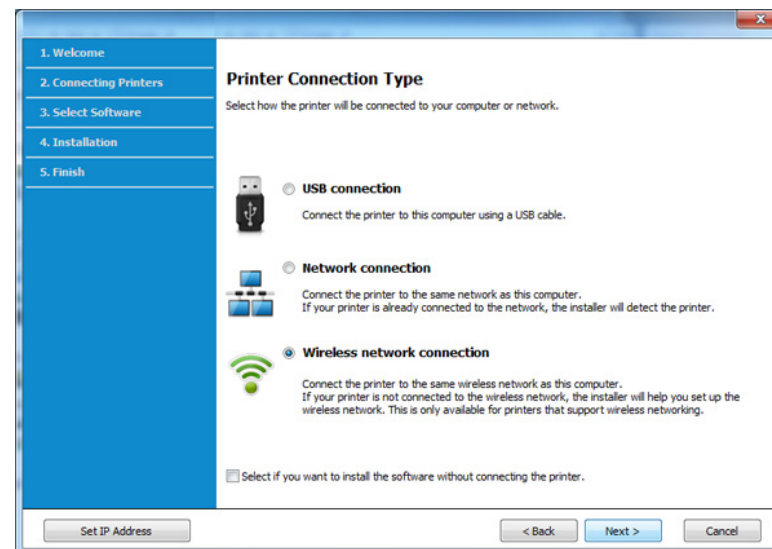 1. Welcome
2. Connecting Printers
3. Select Software
4. Installation
5. Finish
Printer Connection Type
Select how the printer will be connected to your computer or network.
USB connection
Connect the printer to this computer using a USB cable.
Network connection
Connect the printer to the same network as this computer.
If your printer is already connected to the network, the installer will detect the printer.
Wireless network connection
Connect the printer to the same wireless network as this computer.
If your printer is not connected to the wireless network, the installer will help you set up the
wireless network. This is only available for printers that support wireless networking.
Select if you want to install the software without connecting the printer.
Set IP Address
< Back
Next >
Cancel